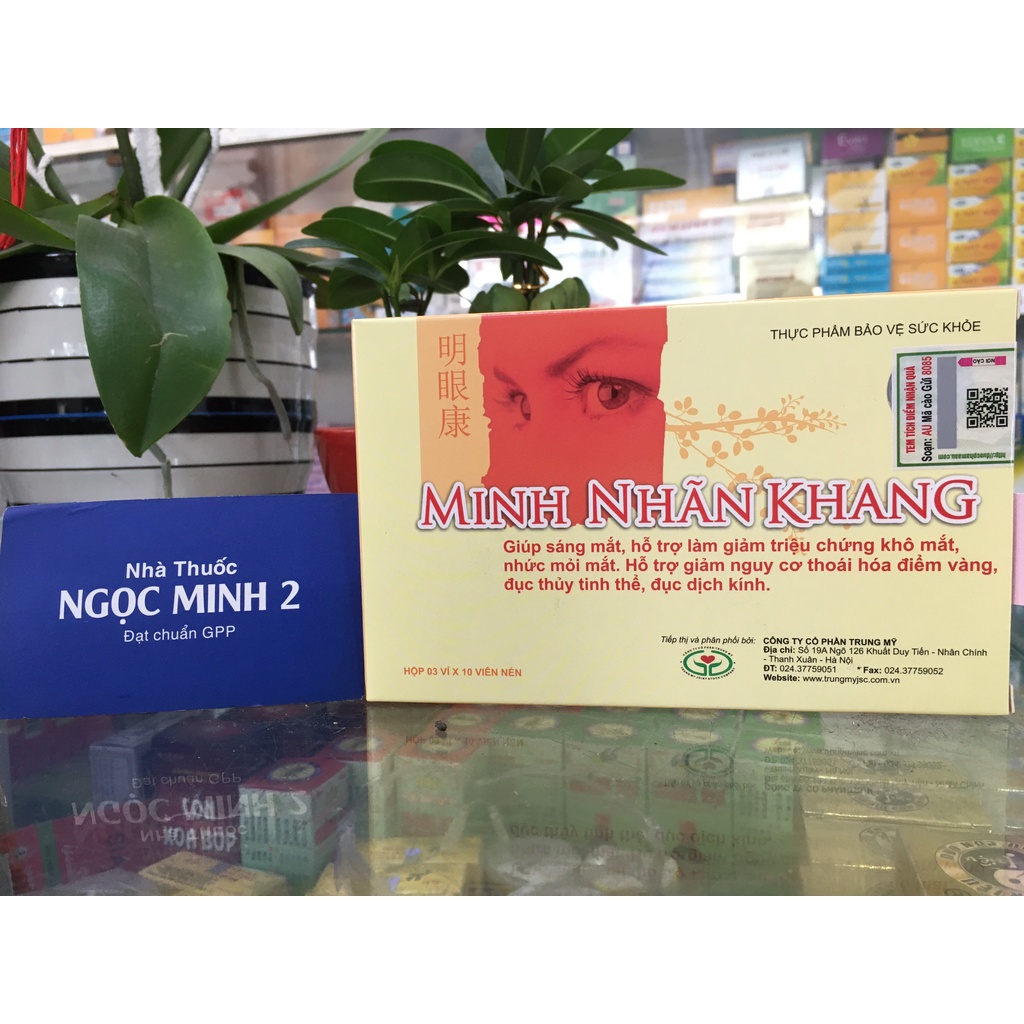 THỰC PHẨM BẢO VỆ SỨC KHỎE
明眼康
TEM TÍCH ĐIỂM NHẬN QUÀ
Soạn: AU Mã cào Gửi 8085
NƠI CÀO
MINH NHÃN KHANG
Giúp sáng mắt, hỗ trợ làm giảm triệu chứng khô mắt,
nhức mỏi mắt. Hỗ trợ giảm nguy cơ thoái hóa điểm vàng,
đục thủy tinh thể, đục dịch kính.
Tiếp thị và phân phối bởi: CÔNG TY CỔ PHẦN TRUNG MỸ
Địa chỉ: Số 19A Ngõ 126 Khuất Duy Tiến - Nhân Chính
- Thanh Xuân - Hà Nội
ĐT: 024.37759051 * Fax: 024.37759052
Website: www.trungmyjsc.com.vn
HỘP 03 VỈ X 10 VIÊN NÉN
Nhà Thuốc
NGỌC MINH 2
Đạt chuẩn GPP